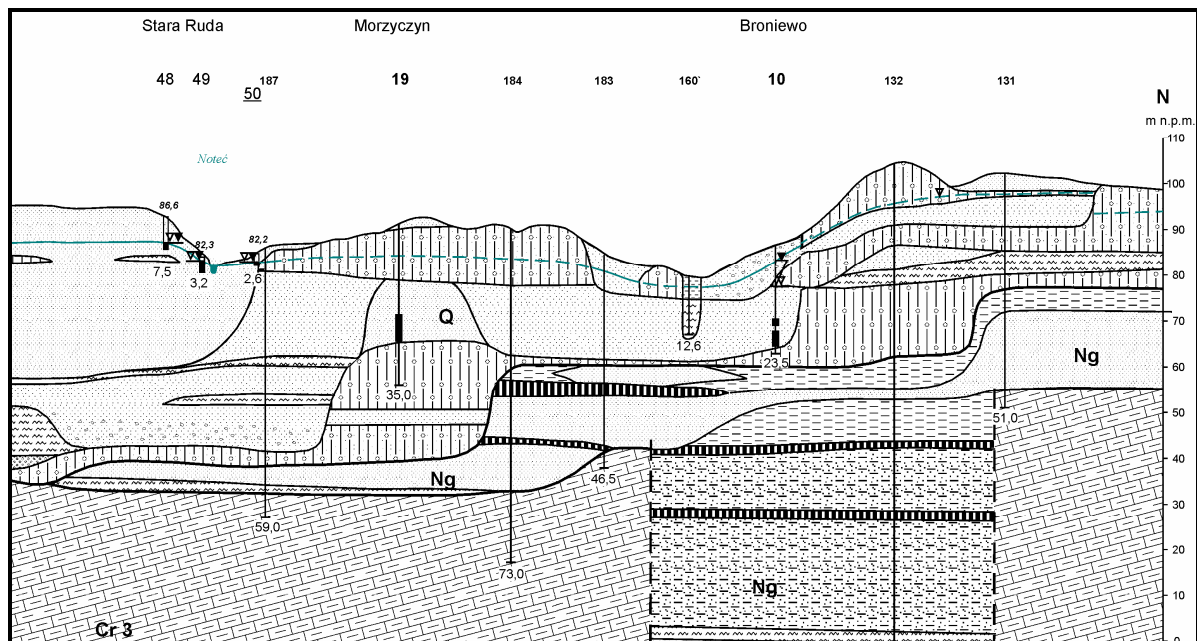 Stara Ruda Morzyczyn Broniewo
48 49 50 187 19 184 183 160` 10 132 131
N
m n.p.m.
110
Noteć
100
86,6
90
82,3 82,2
7,5 3,2 2,6
80
70
Q
12,6
23,5
Ng
60
35,0
50
51,0
40
Ng 46,5
30
59,0
20
73,0
Ng
10
Cr 3
0